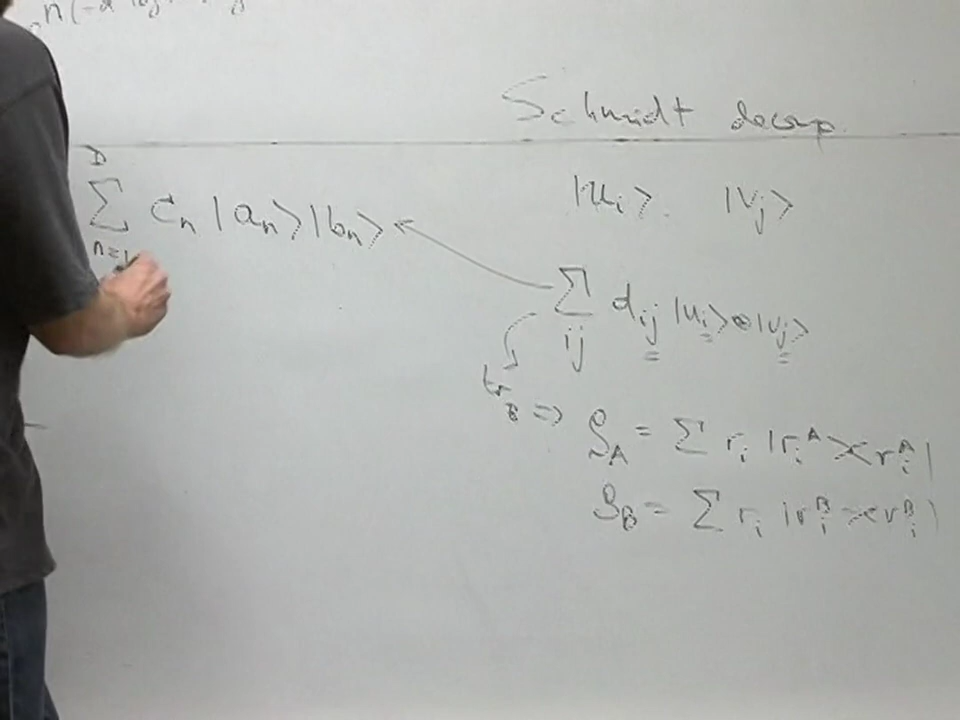 Schmidt decomp.
|u_i>. |v_j>
D
∑ c_n |a_n>|b_n>
n=1
∑ d_ij |u_i>⊗|v_j>
ij
tr_B => ρ_A = ∑ r_i |r_i^A><r_i^A|
ρ_B = ∑ r_i |r_i^B><r_i^B|